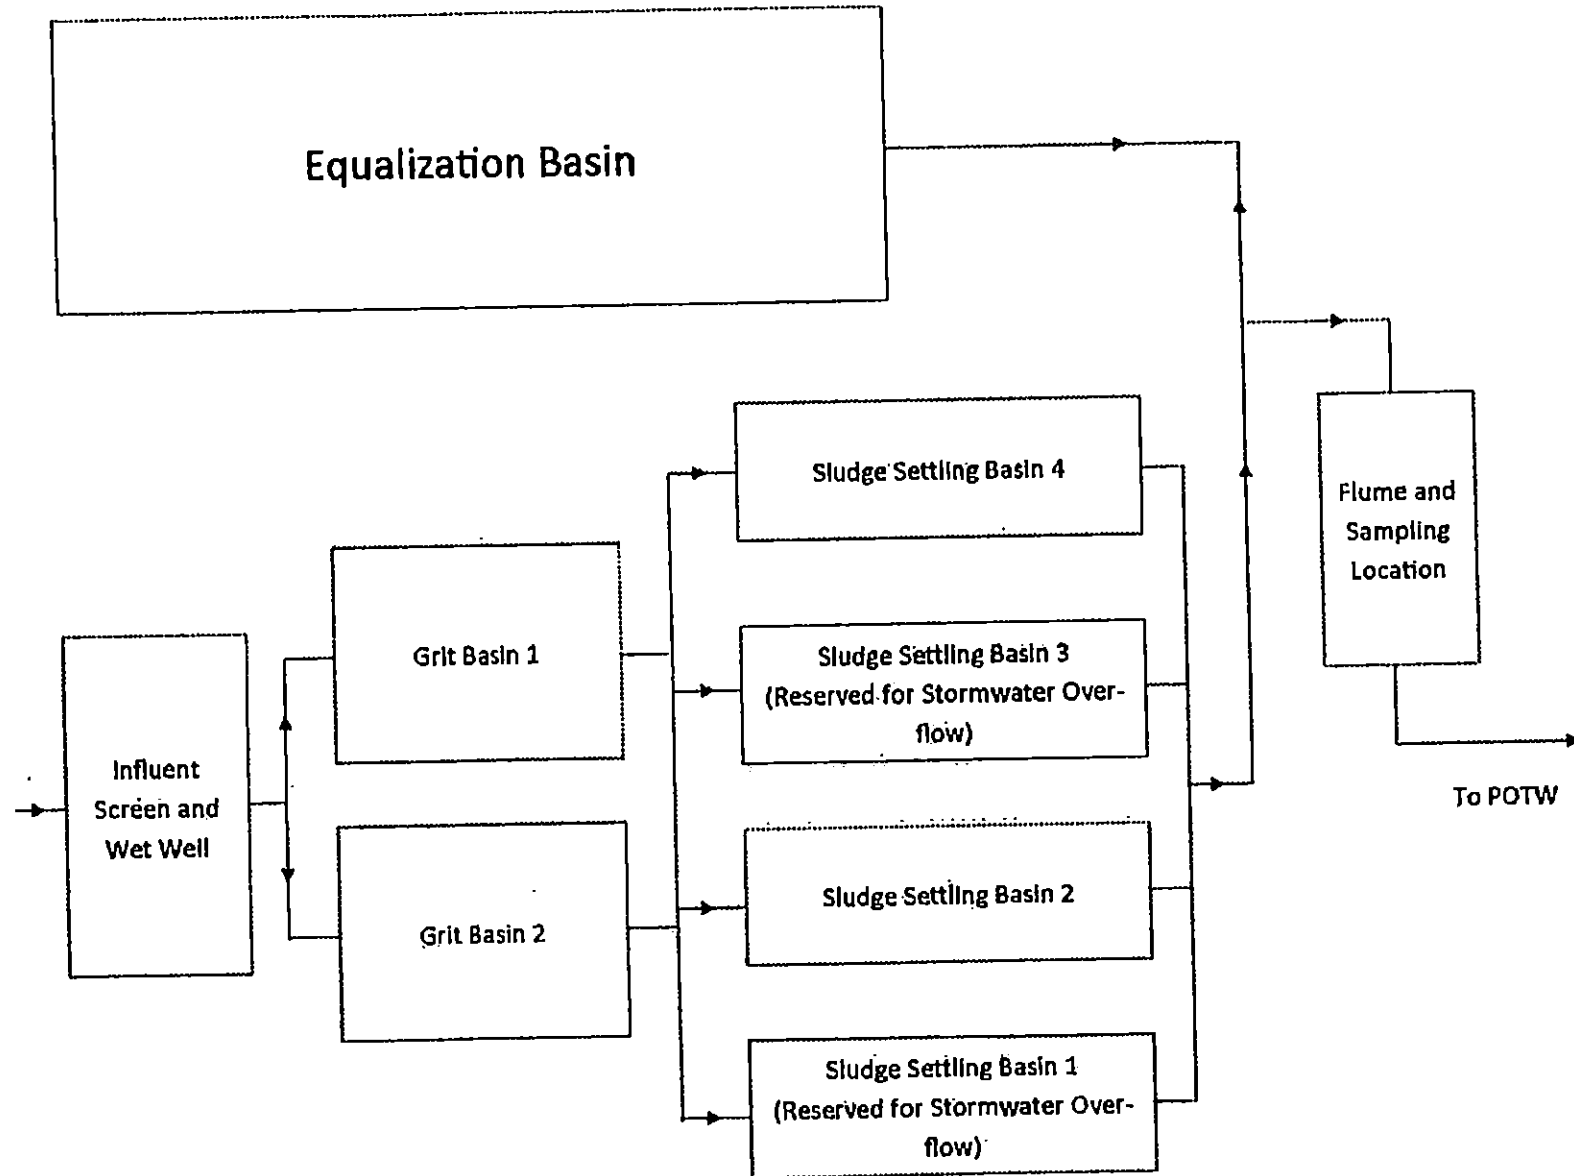 Equalization Basin
Sludge Settling Basin 4
Flume and
Sampling
Location
Grit Basin 1
Sludge Settling Basin 3
(Reserved for Stormwater Over-
flow)
Influent
Screen and
Wet Well
To POTW
Grit Basin 2
Sludge Settling Basin 2
Sludge Settling Basin 1
(Reserved for Stormwater Over-
flow)